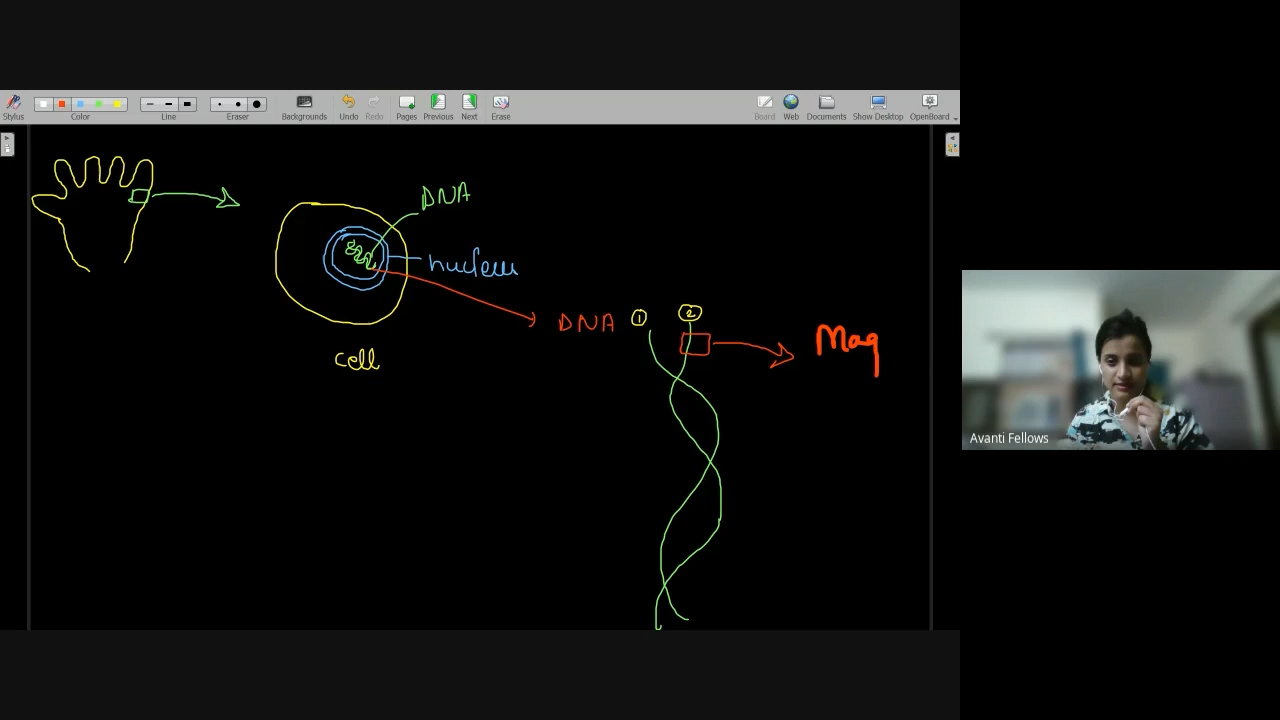 Stylus Color Line Eraser Backgrounds Undo Redo Pages Previous Next Erase Board Web Documents Show Desktop OpenBoard
DNA
nucleus
DNA 1 2
Mag
cell
Avanti Fellows